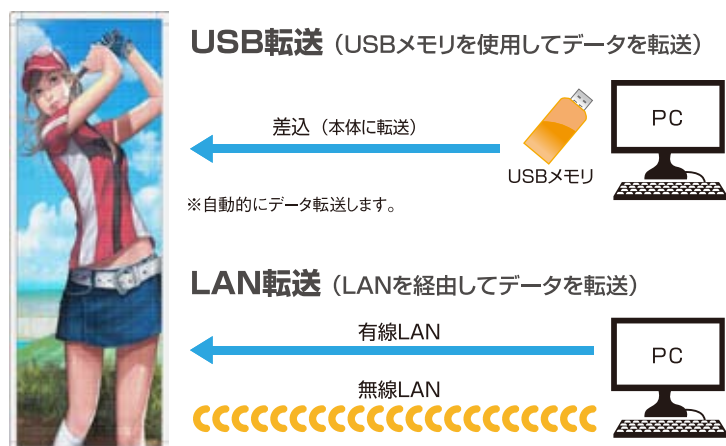 USB転送（USBメモリを使用してデータを転送）
差込（本体に転送）
PC
USBメモリ
※自動的にデータ転送します。
LAN転送（LANを経由してデータを転送）
有線LAN
PC
無線LAN